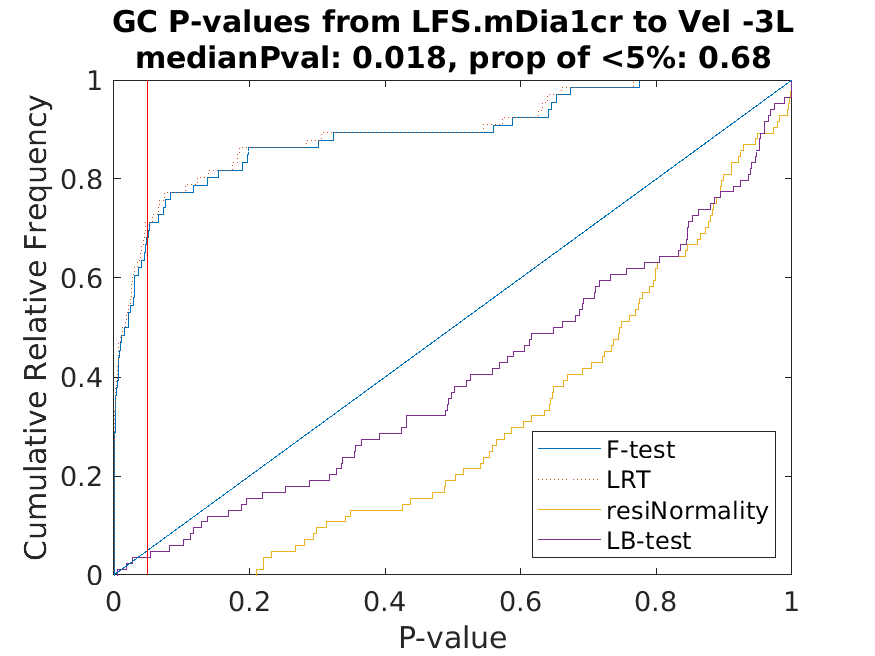 GC P-values from LFS.mDia1cr to Vel -3L
medianPval: 0.018, prop of <5%: 0.68
Cumulative Relative Frequency
1
0.8
0.6
0.4
0.2
0
F-test
LRT
resiNormality
LB-test
0 0.2 0.4 0.6 0.8 1
P-value